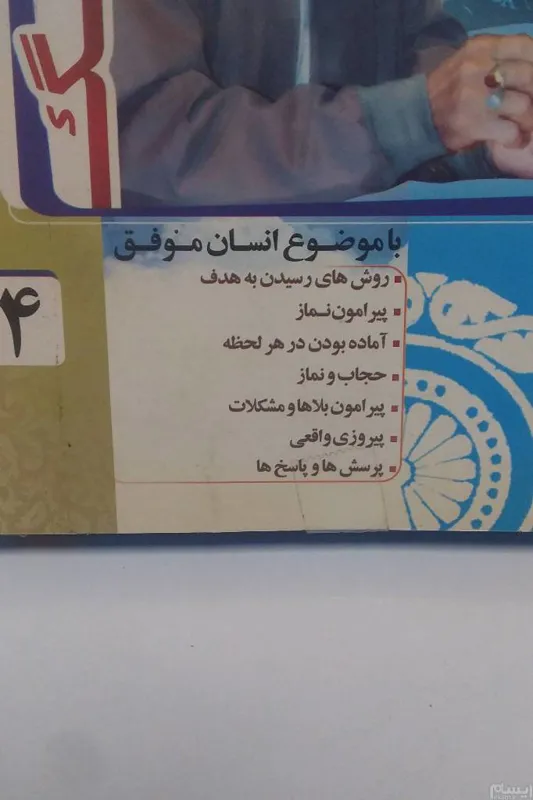 با موضوع انسان موفق
روش های رسیدن به هدف
پیرامون نماز
آماده بودن در هر لحظه
حجاب و نماز
پیرامون بلاها و مشکلات
پیروزی واقعی
پرسش ها و پاسخ ها
۴
ایسام